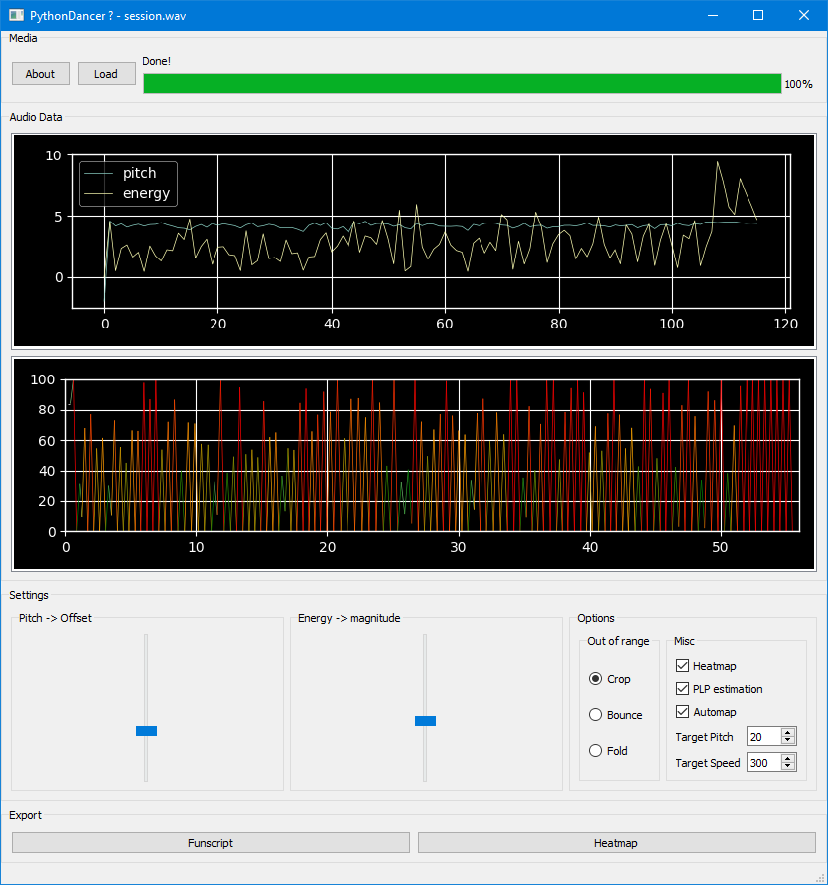 PythonDancer ? - session.wav
Media
About
Load
Done!
100%
Audio Data
pitch
energy
10
5
0
0 20 40 60 80 100 120
100
80
60
40
20
0
0 10 20 30 40 50
Settings
Pitch -> Offset
Energy -> magnitude
Options
Out of range
Crop
Bounce
Fold
Misc
Heatmap
PLP estimation
Automap
Target Pitch 20
Target Speed 300
Export
Funscript
Heatmap